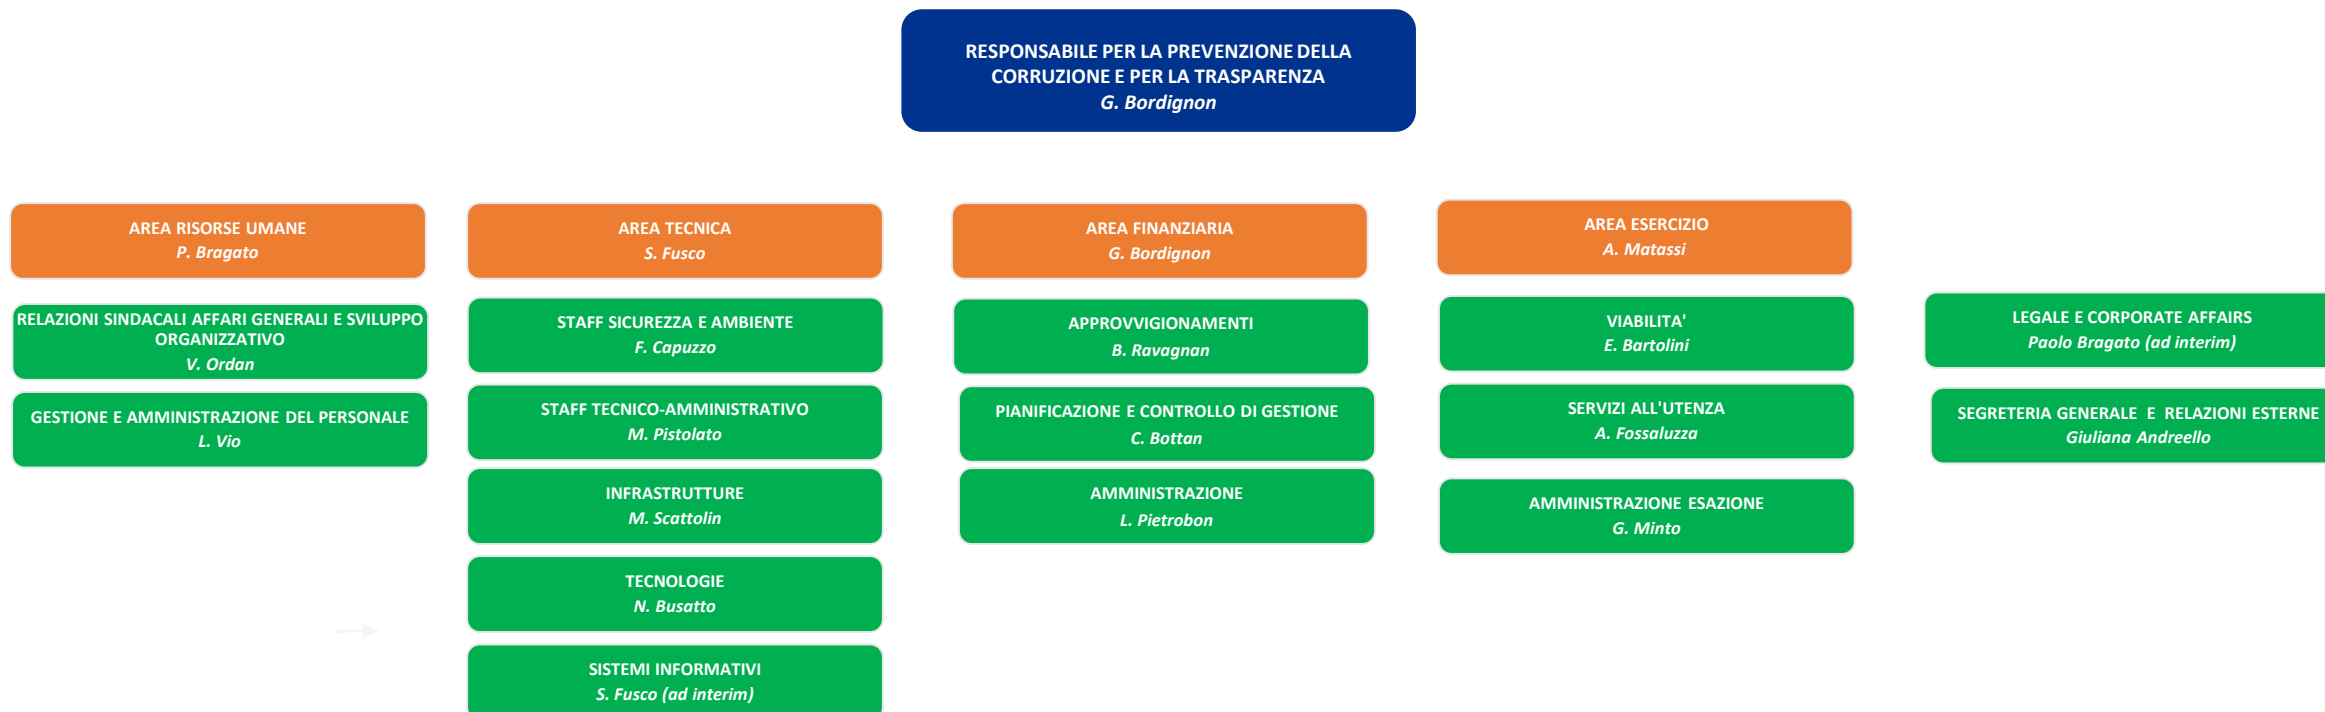 RESPONSABILE PER LA PREVENZIONE DELLA
CORRUZIONE E PER LA TRASPARENZA
G. Bordignon
AREA RISORSE UMANE
P. Bragato
RELAZIONI SINDACALI AFFARI GENERALI E SVILUPPO
ORGANIZZATIVO
V. Ordan
GESTIONE E AMMINISTRAZIONE DEL PERSONALE
L. Vio
AREA TECNICA
S. Fusco
STAFF SICUREZZA E AMBIENTE
F. Capuzzo
STAFF TECNICO-AMMINISTRATIVO
M. Pistolato
INFRASTRUTTURE
M. Scattolin
TECNOLOGIE
N. Busatto
SISTEMI INFORMATIVI
S. Fusco (ad interim)
AREA FINANZIARIA
G. Bordignon
APPROVVIGIONAMENTI
B. Ravagnan
PIANIFICAZIONE E CONTROLLO DI GESTIONE
C. Bottan
AMMINISTRAZIONE
L. Pietrobon
AREA ESERCIZIO
A. Matassi
VIABILITA'
E. Bartolini
SERVIZI ALL'UTENZA
A. Fossaluzza
AMMINISTRAZIONE ESAZIONE
G. Minto
LEGALE E CORPORATE AFFAIRS
Paolo Bragato (ad interim)
SEGRETERIA GENERALE E RELAZIONI ESTERNE
Giuliana Andreello